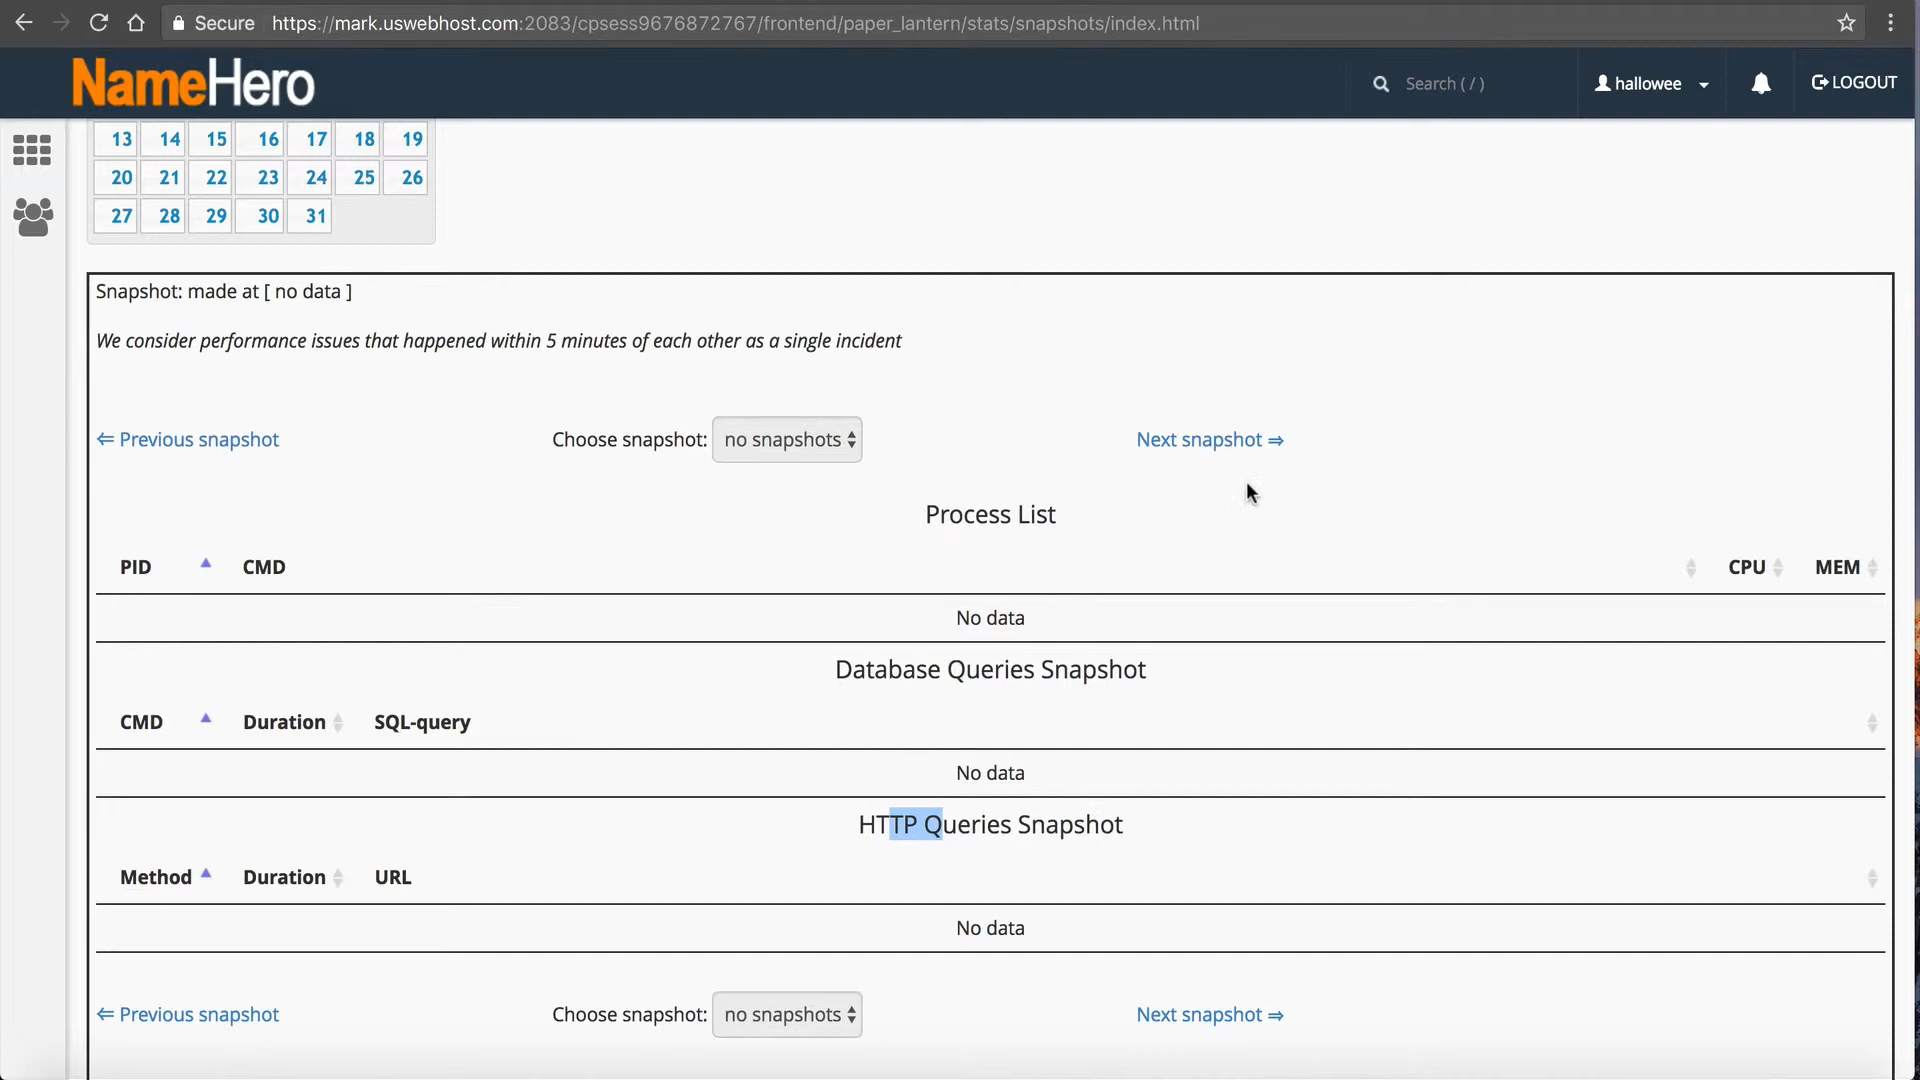 Secure https://mark.uswebhost.com:2083/cpsess9676872767/frontend/paper_lantern/stats/snapshots/index.html
NameHero Search ( / ) hallowee LOGOUT
13 14 15 16 17 18 19
20 21 22 23 24 25 26
27 28 29 30 31
Snapshot: made at [ no data ]
We consider performance issues that happened within 5 minutes of each other as a single incident
⇐ Previous snapshot Choose snapshot: no snapshots Next snapshot ⇒
Process List
PID CMD CPU MEM
No data
Database Queries Snapshot
CMD Duration SQL-query
No data
HTTP Queries Snapshot
Method Duration URL
No data
⇐ Previous snapshot Choose snapshot: no snapshots Next snapshot ⇒